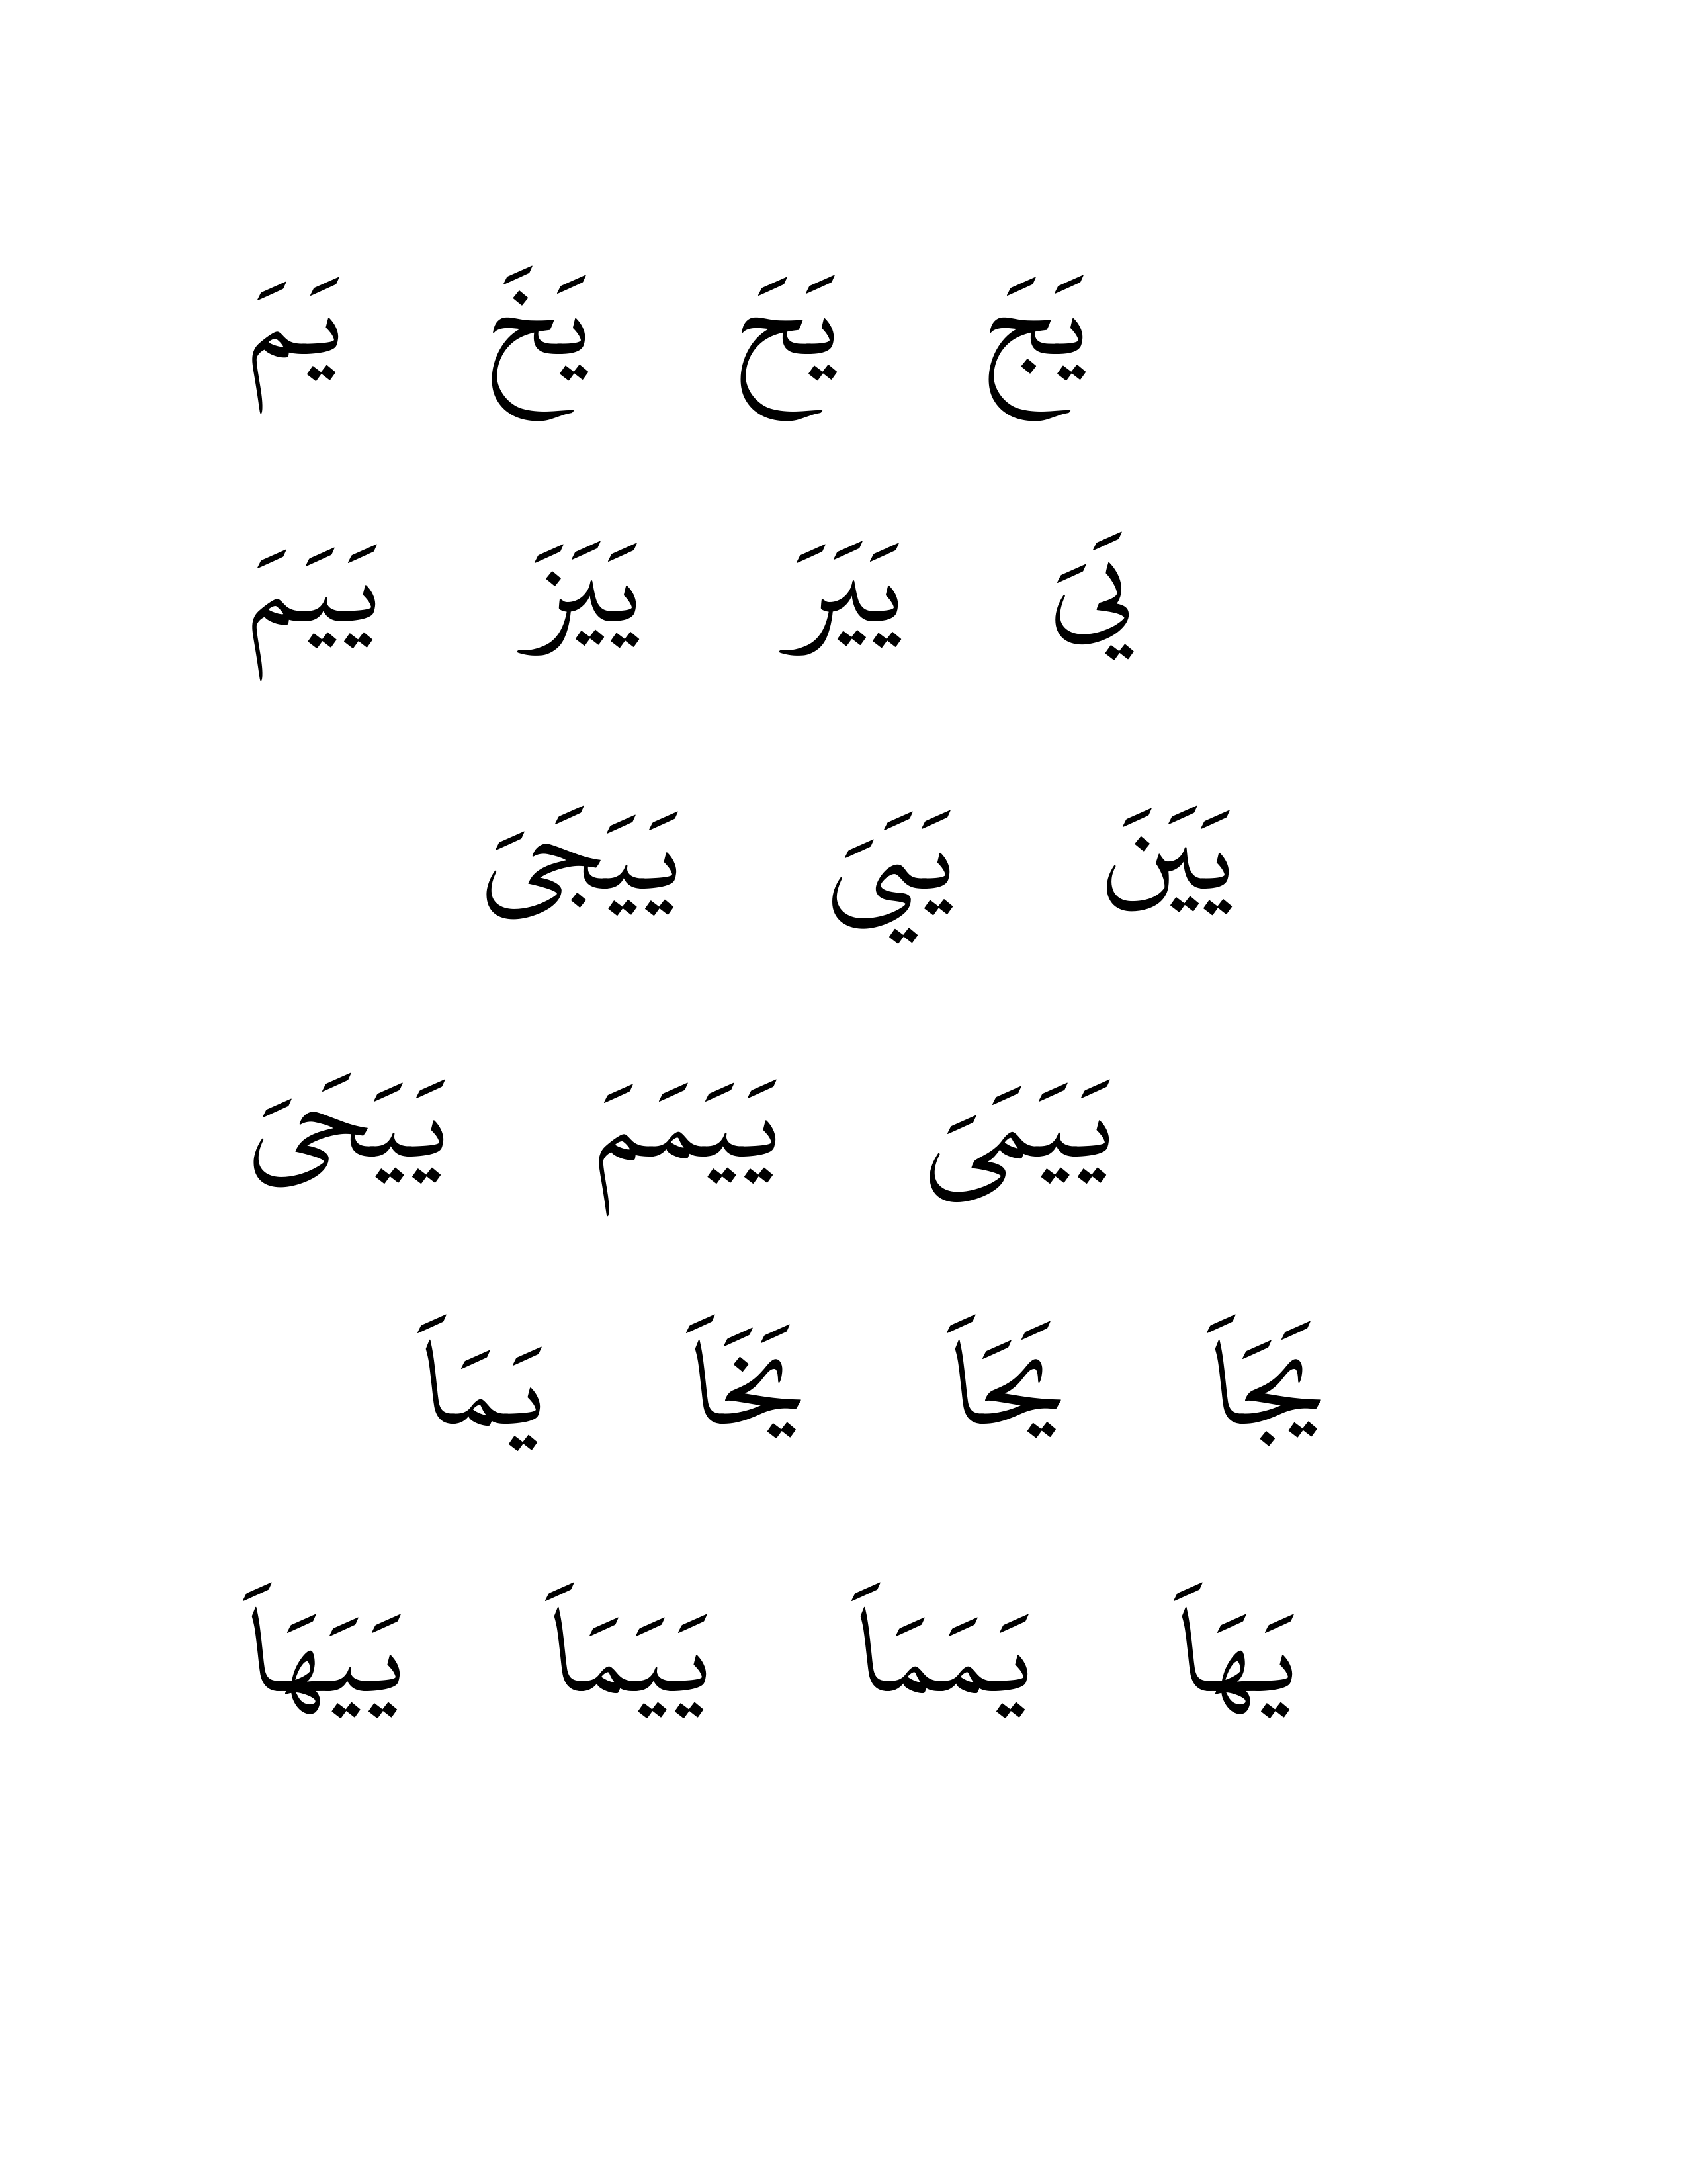 يَجَ يَحَ يَخَ يَمَ
يَىَ يَيَرَ يَيَزَ يَيَمَ
يَيَنَ يَيَىَ يَيَجَىَ
يَيَمَىَ يَيَمَمَ يَيَحَىَ
يَجَاَ يَحَاَ يَخَاَ يَمَاَ
يَهَاَ يَمَمَاَ يَيَمَاَ يَيَهَاَ